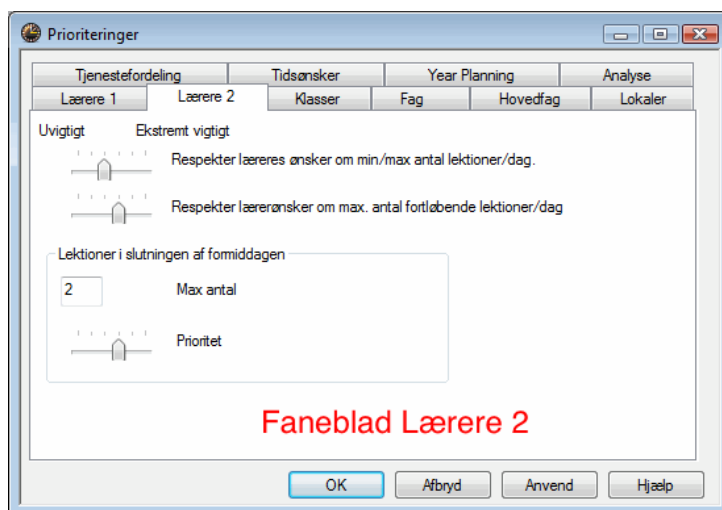 Prioriteringer
Tjenestefordeling Tidsønsker Year Planning Analyse
Lærere 1 Lærere 2 Klasser Fag Hovedfag Lokaler
Uvigtigt Ekstremt vigtigt
Respekter læreres ønsker om min/max antal lektioner/dag.
Respekter lærerønsker om max. antal fortløbende lektioner/dag
Lektioner i slutningen af formiddagen
2 Max antal
Prioritet
Faneblad Lærere 2
OK Afbryd Anvend Hjælp